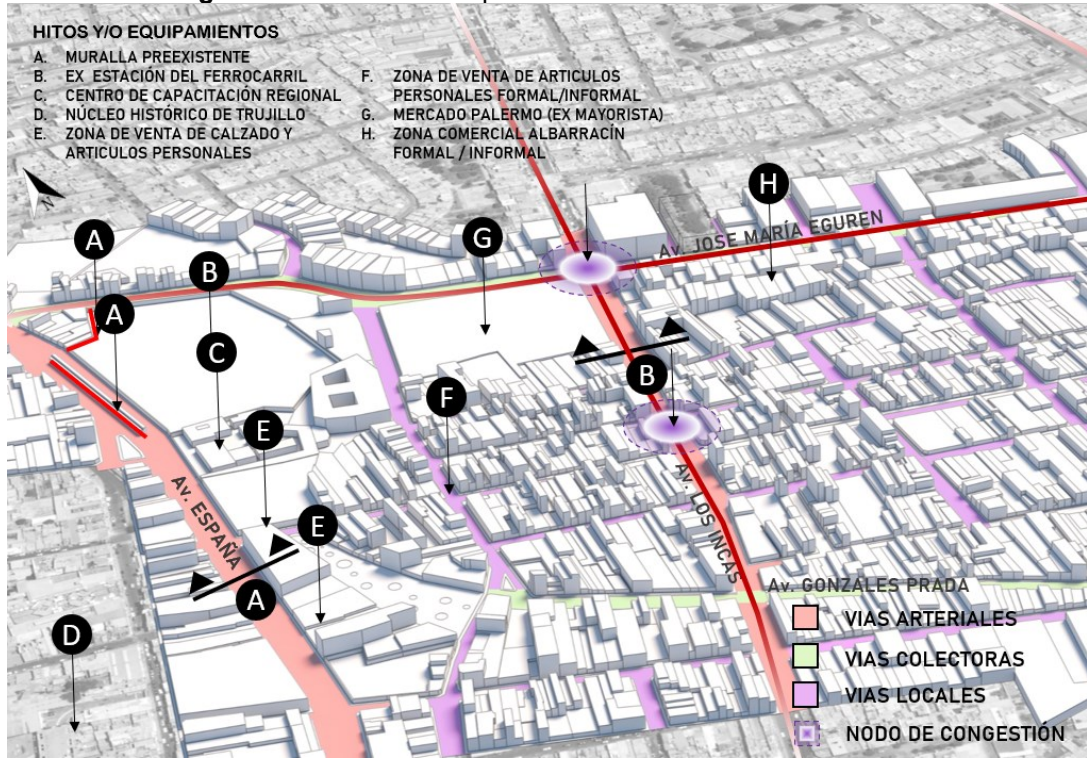 HITOS Y/O EQUIPAMIENTOS
A. MURALLA PREEXISTENTE
B. EX ESTACIÓN DEL FERROCARRIL
C. CENTRO DE CAPACITACIÓN REGIONAL
D. NÚCLEO HISTÓRICO DE TRUJILLO
E. ZONA DE VENTA DE CALZADO Y
ARTICULOS PERSONALES
F. ZONA DE VENTA DE ARTICULOS
PERSONALES FORMAL/INFORMAL
G. MERCADO PALERMO (EX MAYORISTA)
H. ZONA COMERCIAL ALBARRACÍN
FORMAL / INFORMAL
N
H
A
G
Av. JOSE MARÍA EGUREN
B
A
C
B
F
E
Av. ESPAÑA
E
Av. LOS INCAS
A
D
Av. GONZÁLES PRADA
VIAS ARTERIALES
VIAS COLECTORAS
VIAS LOCALES
NODO DE CONGESTIÓN